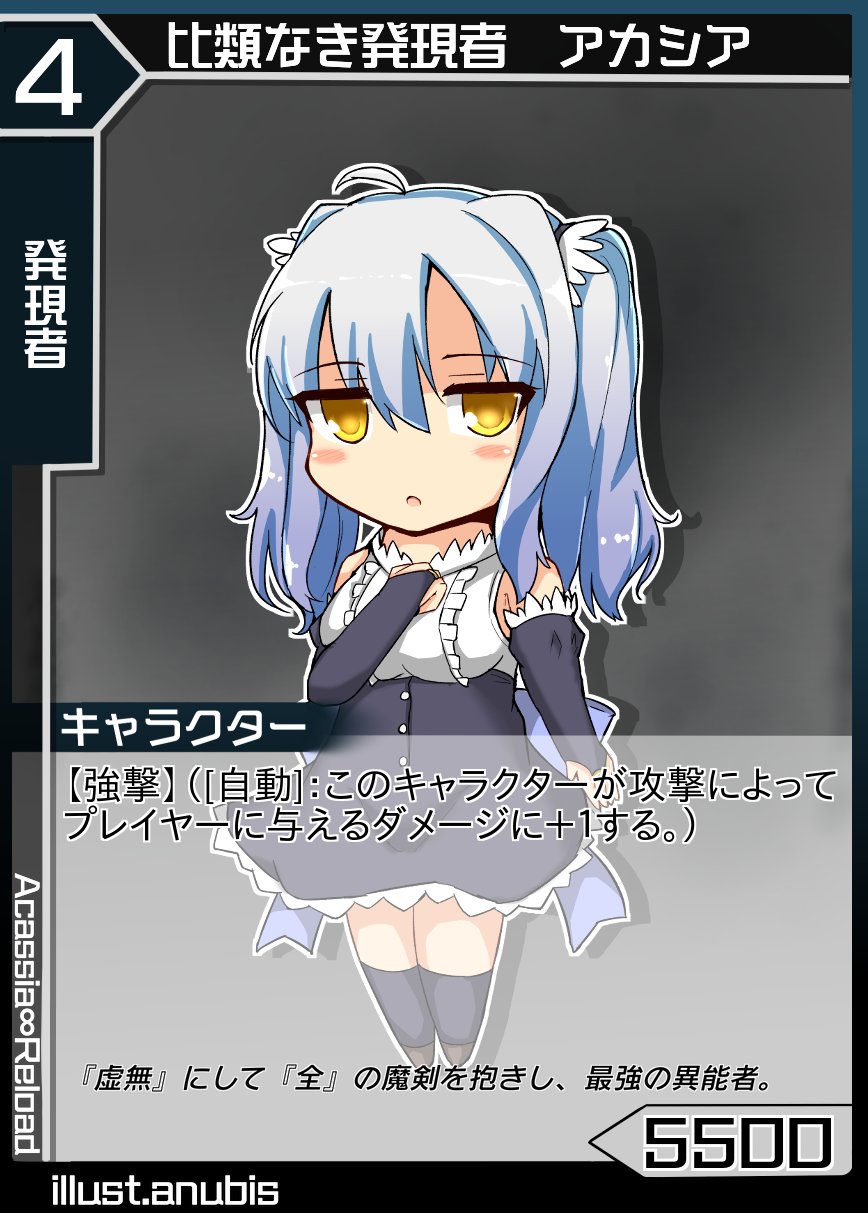 4
比類なき発現者　アカシア
発現者
キャラクター
【強撃】([自動]:このキャラクターが攻撃によって
プレイヤーに与えるダメージに+1する。)
Acassia∞Reload
『虚無』にして『全』の魔剣を抱きし、最強の異能者。
5500
illust.anubis